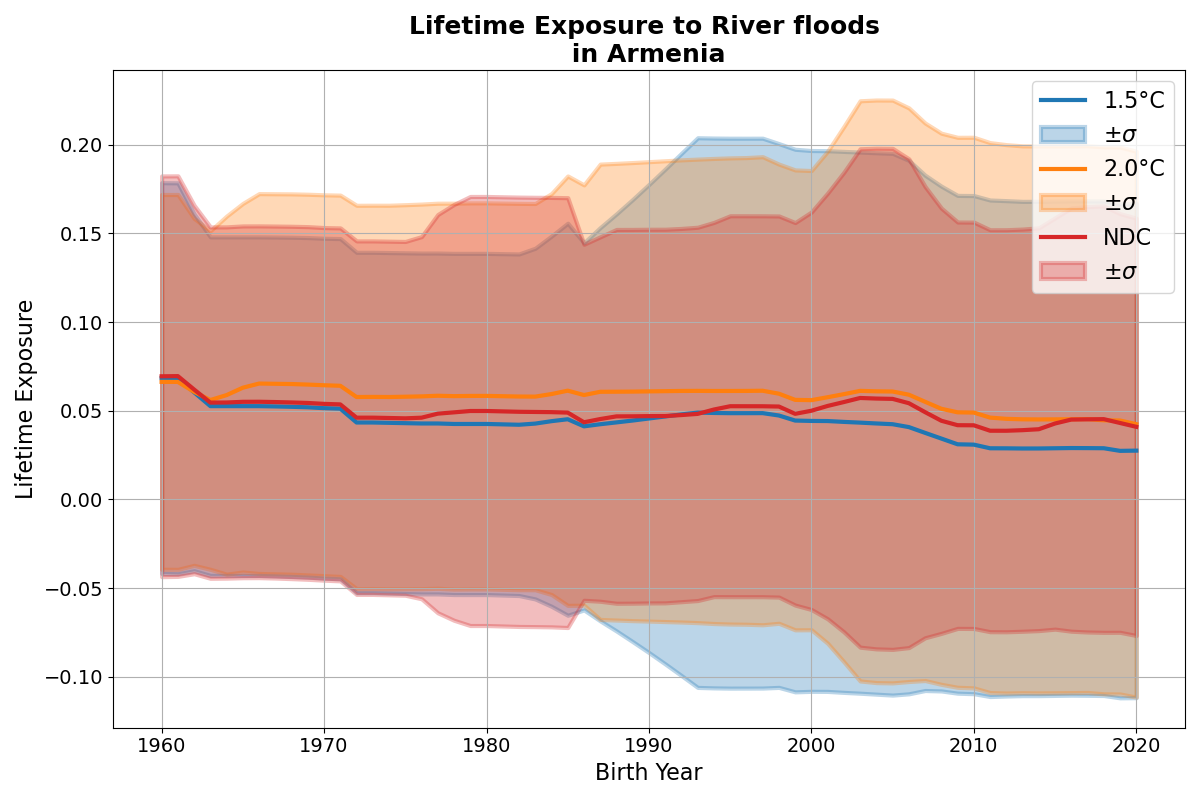 Lifetime Exposure to River floods
in Armenia
Lifetime Exposure
0.20
0.15
0.10
0.05
0.00
−0.05
−0.10
1960
1970
1980
1990
2000
2010
2020
Birth Year
1.5°C
±σ
2.0°C
±σ
NDC
±σ